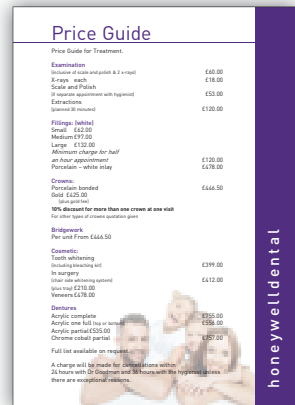 Price Guide
Price Guide for Treatment.
Examination
(inclusive of scale and polish & 2 x-rays) £60.00
X-rays each £18.00
Scale and Polish
(if separate appointment with hygienist) £53.00
Extractions
(planned 30 minutes) £120.00
Fillings: (white)
Small £62.00
Medium £97.00
Large £132.00
Minimum charge for half
an hour appointment £120.00
Porcelain – white inlay £478.00
Crowns:
Porcelain bonded £446.50
Gold £425.00
(plus gold fee)
10% discount for more than one crown at one visit
For other types of crowns quotation given
Bridgework
Per unit From £446.50
Cosmetic:
Tooth whitening
(including bleaching kit) £399.00
In surgery
(chair side whitening system) £412.00
(plus tray) £210.00
Veneers £478.00
Dentures
Acrylic complete £755.00
Acrylic one full (top or bottom) £556.00
Acrylic partial £535.00
Chrome cobalt partial £757.00
Full list available on request.
A charge will be made for cancellations within
24 hours with Dr Goodman and 36 hours with the hygienist unless
there are exceptional reasons.
honeywelldental